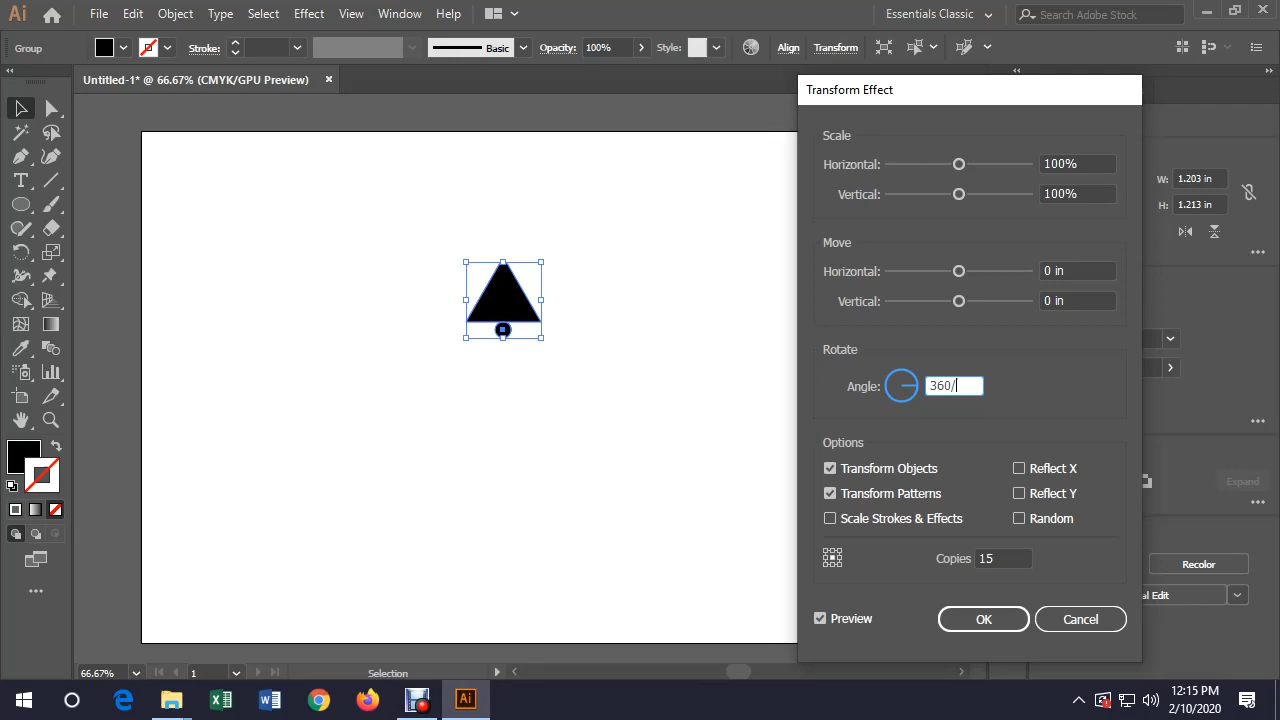 Ai File Edit Object Type Select Effect View Window Help Essentials Classic Search Adobe Stock
Group Stroke: Basic Opacity: 100% Style: Align Transform
Untitled-1* @ 66.67% (CMYK/GPU Preview)
Transform Effect
Scale
Horizontal: 100%
Vertical: 100%
Move
Horizontal: 0 in
Vertical: 0 in
Rotate
Angle: 360/
Options
Transform Objects Reflect X
Transform Patterns Reflect Y
Scale Strokes & Effects Random
Copies 15
Preview OK Cancel
W: 1.203 in
H: 1.213 in
Expand
Recolor
al Edit
66.67% 1 Selection
Ai 12:15 PM
2/10/2020